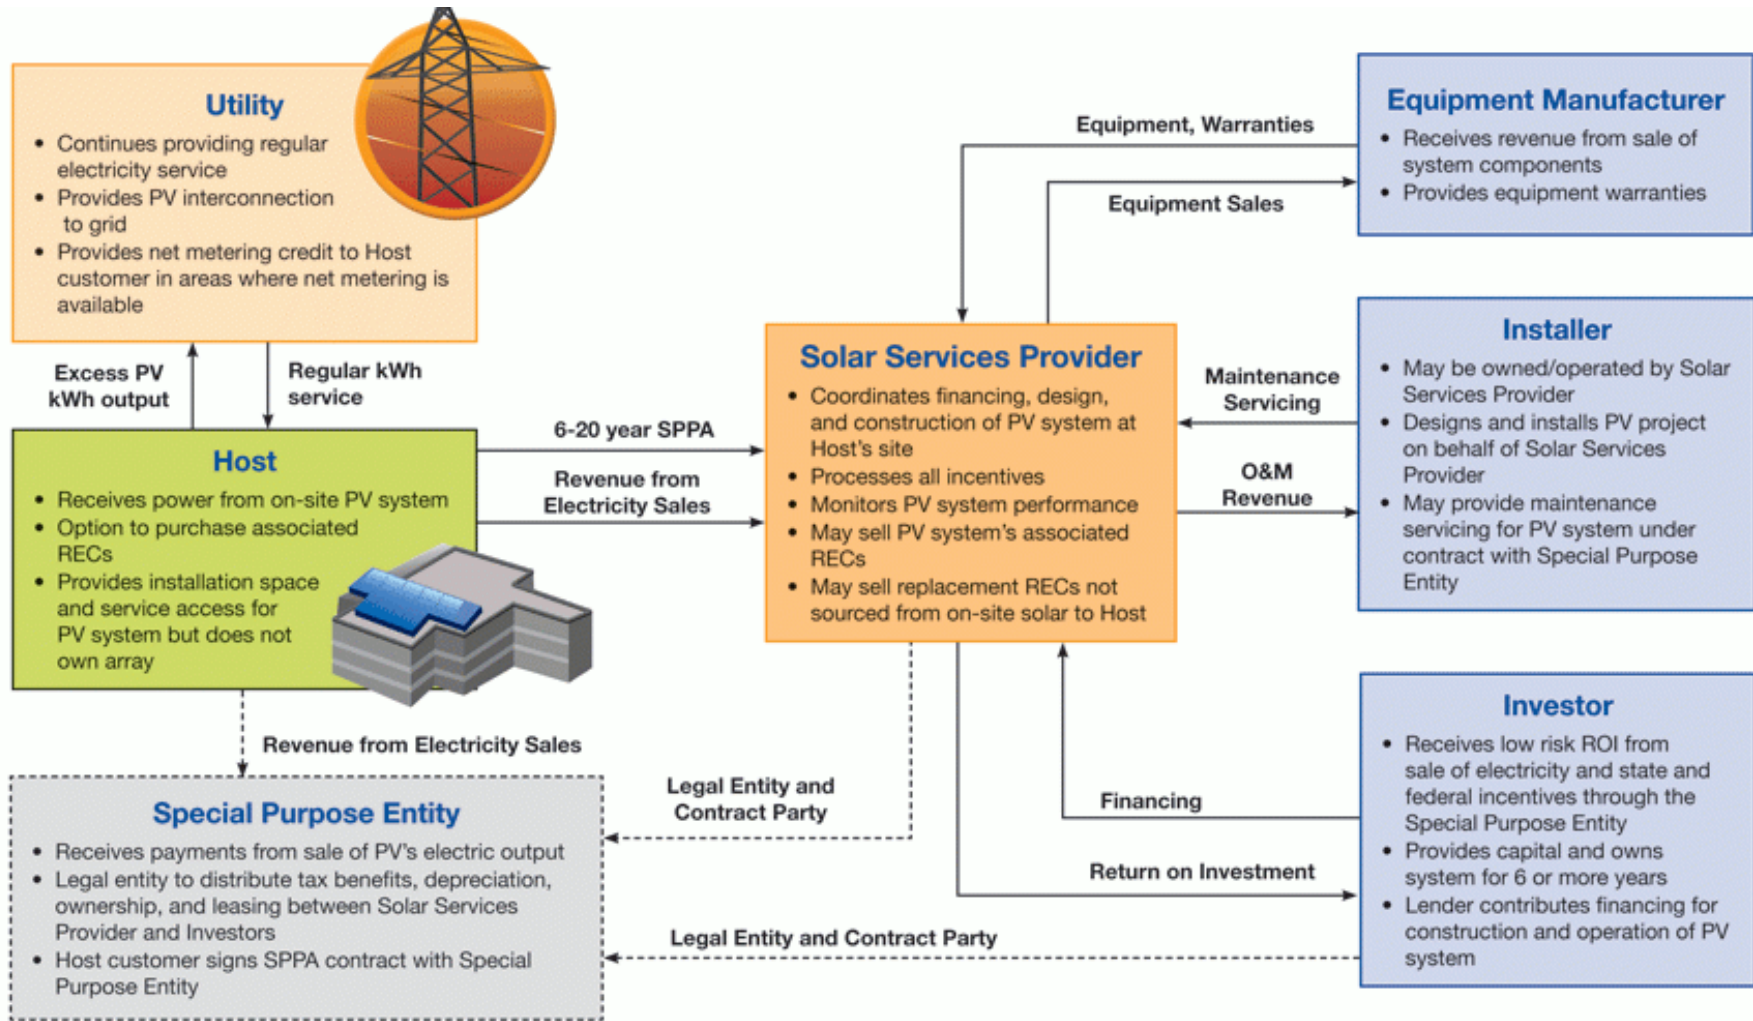 Utility
• Continues providing regular
electricity service
• Provides PV interconnection
to grid
• Provides net metering credit to Host
customer in areas where net metering is
available
Excess PV
kWh output
Regular kWh
service
Host
• Receives power from on-site PV system
• Option to purchase associated
RECs
• Provides installation space
and service access for
PV system but does not
own array
Revenue from Electricity Sales
Special Purpose Entity
• Receives payments from sale of PV's electric output
• Legal entity to distribute tax benefits, depreciation,
ownership, and leasing between Solar Services
Provider and Investors
• Host customer signs SPPA contract with Special
Purpose Entity
6-20 year SPPA
Revenue from
Electricity Sales
Solar Services Provider
• Coordinates financing, design,
and construction of PV system at
Host's site
• Processes all incentives
• Monitors PV system performance
• May sell PV system's associated
RECs
• May sell replacement RECs not
sourced from on-site solar to Host
Legal Entity and
Contract Party
Legal Entity and Contract Party
Equipment, Warranties
Equipment Sales
Maintenance
Servicing
O&M
Revenue
Financing
Return on Investment
Equipment Manufacturer
• Receives revenue from sale of
system components
• Provides equipment warranties
Installer
• May be owned/operated by Solar
Services Provider
• Designs and installs PV project
on behalf of Solar Services
Provider
• May provide maintenance
servicing for PV system under
contract with Special Purpose
Entity
Investor
• Receives low risk ROI from
sale of electricity and state and
federal incentives through the
Special Purpose Entity
• Provides capital and owns
system for 6 or more years
• Lender contributes financing for
construction and operation of PV
system